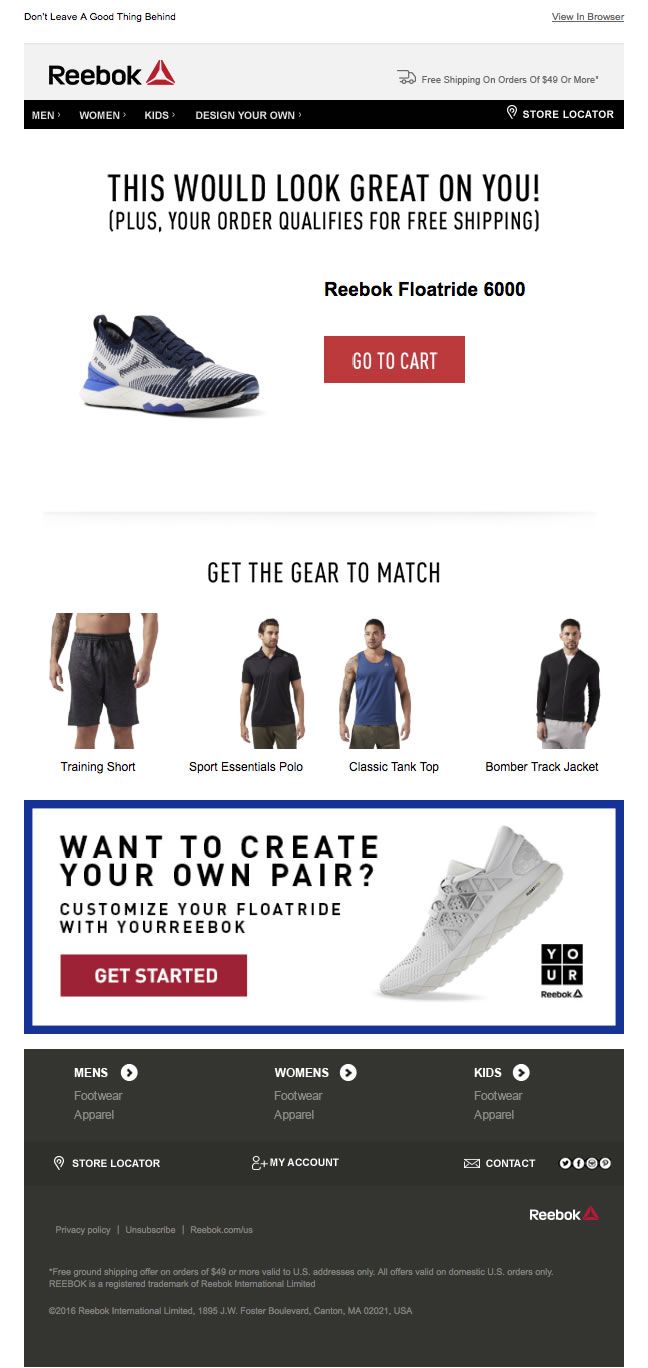 Don't Leave A Good Thing Behind
View In Browser
Reebok
Free Shipping On Orders Of $49 Or More*
MEN › WOMEN › KIDS › DESIGN YOUR OWN ›
STORE LOCATOR
THIS WOULD LOOK GREAT ON YOU!
(PLUS, YOUR ORDER QUALIFIES FOR FREE SHIPPING)
Reebok Floatride 6000
Reebok
GO TO CART
GET THE GEAR TO MATCH
Training Short
Sport Essentials Polo
Classic Tank Top
Bomber Track Jacket
WANT TO CREATE
YOUR OWN PAIR?
CUSTOMIZE YOUR FLOATRIDE
WITH YOURREEBOK
GET STARTED
YO
UR
Reebok
MENS
Footwear
Apparel
WOMENS
Footwear
Apparel
KIDS
Footwear
Apparel
STORE LOCATOR
MY ACCOUNT
CONTACT
Reebok
Privacy policy | Unsubscribe | Reebok.com/us
*Free ground shipping offer on orders of $49 or more valid to U.S. addresses only. All offers valid on domestic U.S. orders only.
REEBOK is a registered trademark of Reebok International Limited
©2016 Reebok International Limited, 1895 J.W. Foster Boulevard, Canton, MA 02021, USA